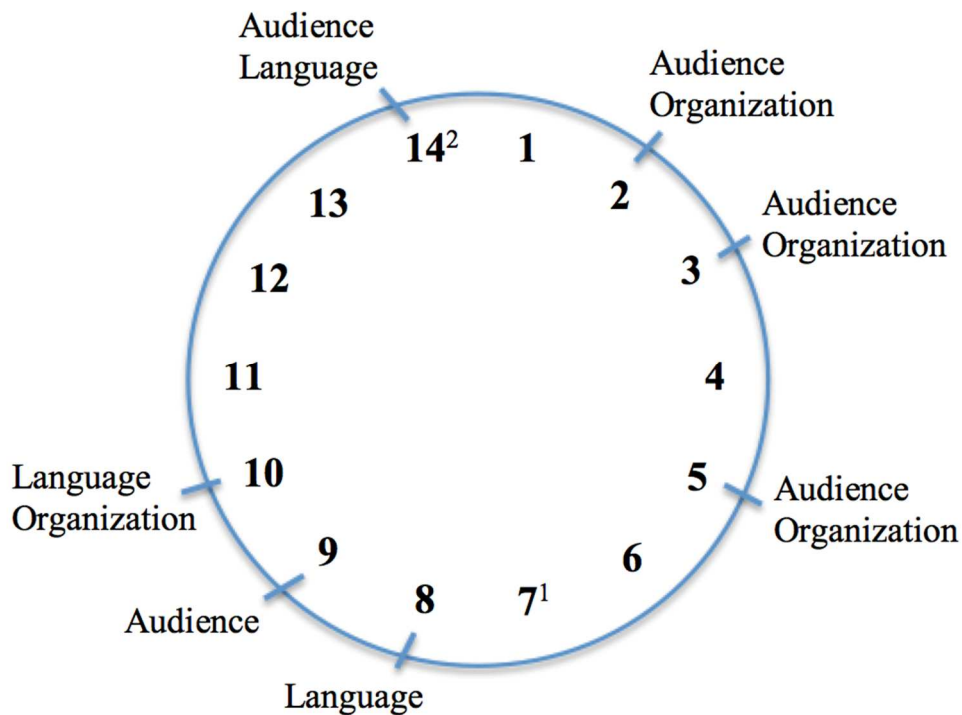 Audience
Language
Audience
Organization
14² 1
13 2
Audience
Organization
12 3
11 4
10 5
Language
Organization
Audience
Organization
9 6
8 7¹
Audience
Language